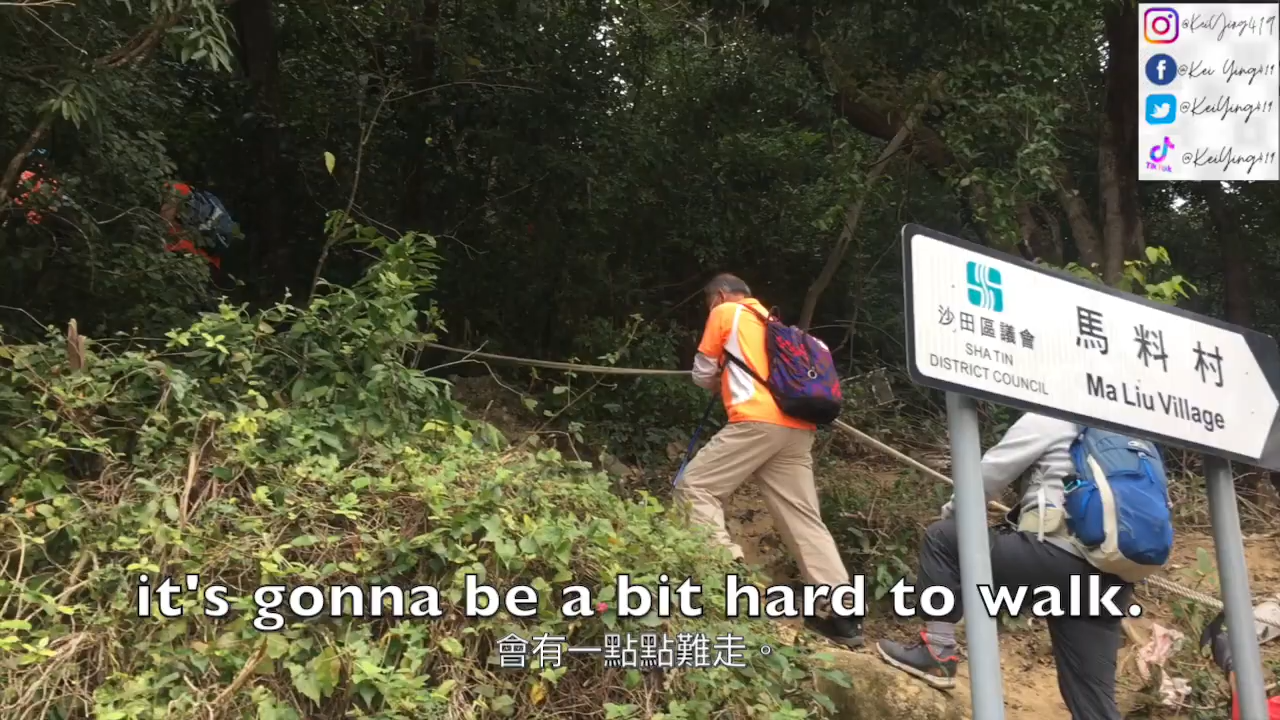 @KeiYing419
@Kei Ying419
@KeiYing419
TikTok
@KeiYing419
沙田區議會
SHA TIN
DISTRICT COUNCIL
馬料村
Ma Liu Village
it's gonna be a bit hard to walk.
會有一點點難走。